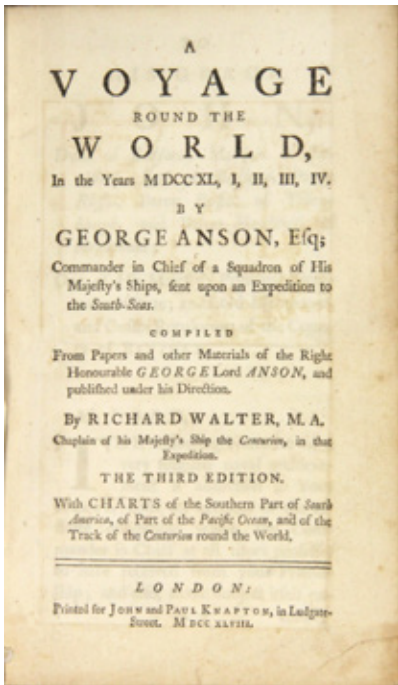 A
VOYAGE
ROUND THE
WORLD,
In the Years MDCCXL, I, II, III, IV.
BY
GEORGE ANSON, Eſq;
Commander in Chief of a Squadron of His
Majeſty's Ships, ſent upon an Expedition to
the South-Seas.
COMPILED
From Papers and other Materials of the Right
Honourable GEORGE Lord ANSON, and
publiſhed under his Direction.
By RICHARD WALTER, M. A.
Chaplain of his Majeſty's Ship the Centurion, in that
Expedition.
THE THIRD EDITION.
With CHARTS of the Southern Part of South
America, of Part of the Pacific Ocean, and of the
Track of the Centurion round the World.
LONDON:
Printed for JOHN and PAUL KNAPTON, in Ludgate-
Street. MDCCXLVIII.